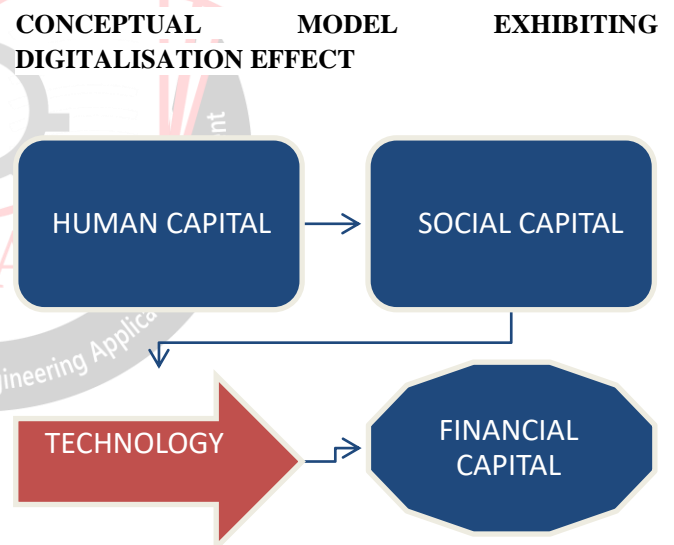 CONCEPTUAL MODEL EXHIBITING
DIGITALISATION EFFECT
HUMAN CAPITAL
SOCIAL CAPITAL
TECHNOLOGY
FINANCIAL
CAPITAL